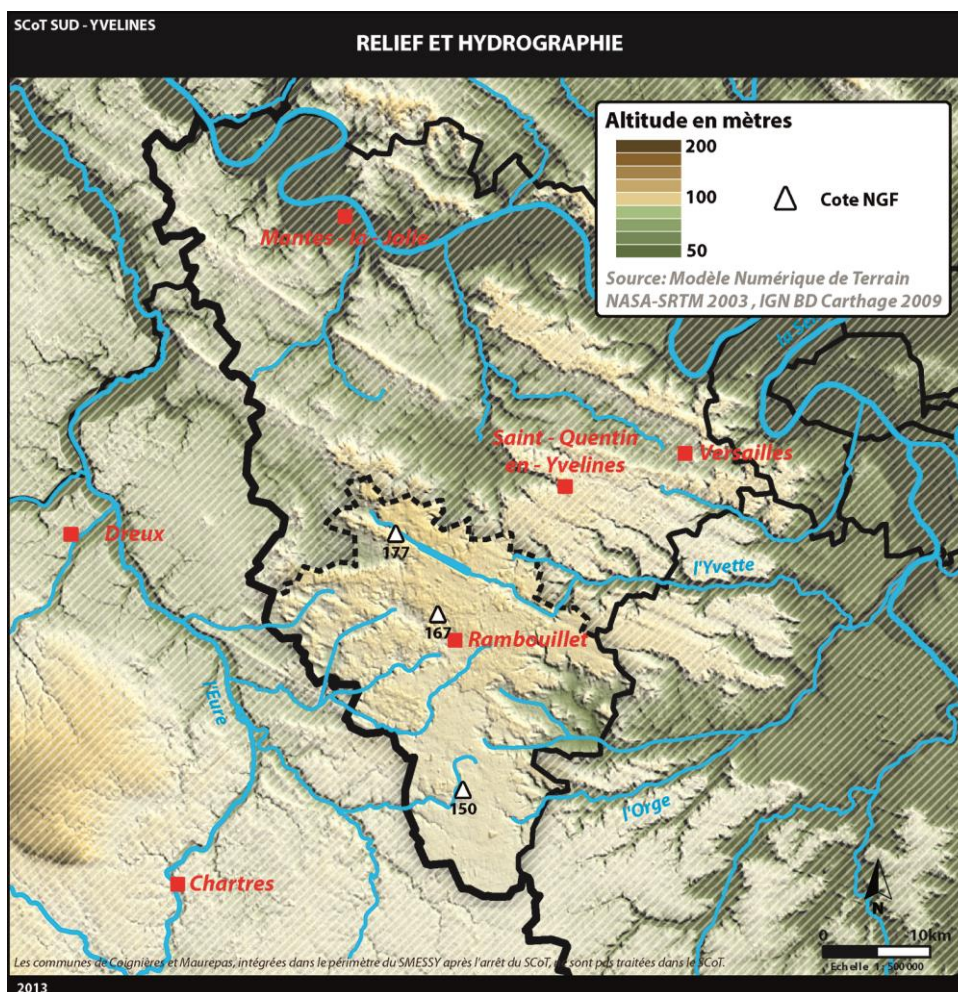 SCoT SUD - YVELINES
RELIEF ET HYDROGRAPHIE
Altitude en mètres
200
100
50
Cote NGF
Source: Modèle Numérique de Terrain
NASA-SRTM 2003 , IGN BD Carthage 2009
Mantes - la - Jolie
Saint - Quentin
en - Yvelines
Versailles
Dreux
177
l'Yvette
167
Rambouillet
l'Eure
150
l'Orge
Chartres
N
0 10km
Echelle 1 : 500 000
Les communes de Coignières et Maurepas, intégrées dans le périmètre du SMESSY après l'arrêt du SCoT, ne sont pas traitées dans le SCoT.
2013